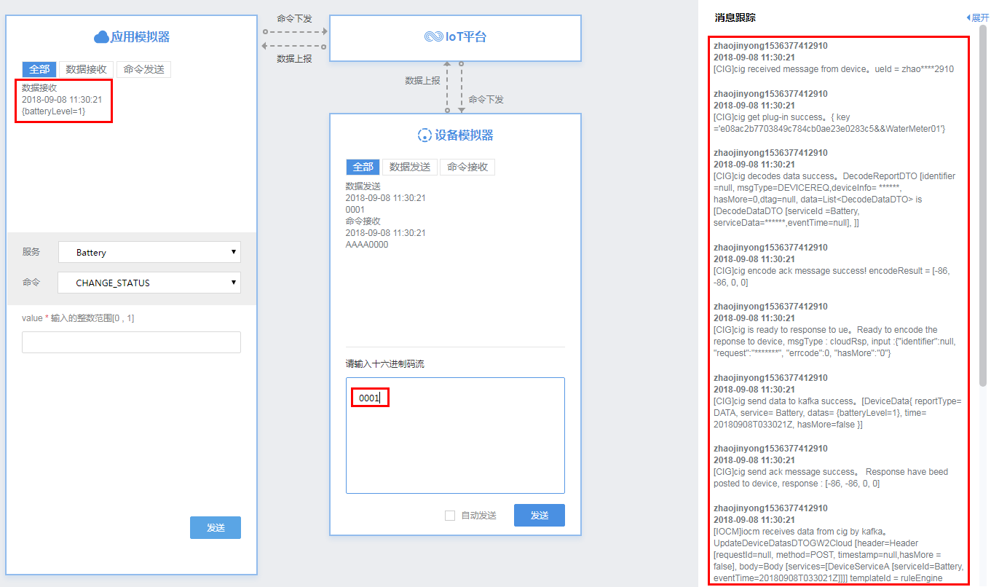 应用模拟器
全部 数据接收 命令发送
数据接收
2018-09-08 11:30:21
{batteryLevel=1}
服务 Battery
命令 CHANGE_STATUS
value * 输入的整数范围[0 , 1]
发送
命令下发
数据上报
IoT平台
数据上报
命令下发
设备模拟器
全部 数据发送 命令接收
数据发送
2018-09-08 11:30:21
0001
命令接收
2018-09-08 11:30:21
AAAA0000
请输入十六进制码流
0001
自动发送 发送
消息跟踪 展开
zhaojinyong1536377412910
2018-09-08 11:30:21
[CIG]cig received message from device。ueId = zhao****2910
zhaojinyong1536377412910
2018-09-08 11:30:21
[CIG]cig get plug-in success。{ key
='e08ac2b7703849c784cb0ae23e0283c5&&WaterMeter01'}
zhaojinyong1536377412910
2018-09-08 11:30:21
[CIG]cig decodes data success。DecodeReportDTO [identifier
=null, msgType=DEVICEREQ,deviceInfo= ******,
hasMore=0,dtag=null, data=List<DecodeDataDTO> is
[DecodeDataDTO [serviceId =Battery,
serviceData=******,eventTime=null], ]]
zhaojinyong1536377412910
2018-09-08 11:30:21
[CIG]cig encode ack message success! encodeResult = [-86,
-86, 0, 0]
zhaojinyong1536377412910
2018-09-08 11:30:21
[CIG]cig is ready to response to ue。Ready to encode the
reponse to device, msgType : cloudRsp, input :{"identifier":null,
"request":"*******", "errcode":0, "hasMore":"0"}
zhaojinyong1536377412910
2018-09-08 11:30:21
[CIG]cig send data to kafka success。[DeviceData{ reportType=
DATA, service= Battery, datas= {batteryLevel=1}, time=
20180908T033021Z, hasMore=false }]
zhaojinyong1536377412910
2018-09-08 11:30:21
[CIG]cig send ack message success。 Response have beed
posted to device, response : [-86, -86, 0, 0]
zhaojinyong1536377412910
2018-09-08 11:30:21
[IOCM]iocm receives data from cig by kafka。
UpdateDeviceDatasDTOGW2Cloud [header=Header
[requestId=null, method=POST, timestamp=null,hasMore =
false], body=Body [services=[DeviceServiceA [serviceId=Battery,
eventTime=20180908T033021Z]]]] templateId = ruleEngine